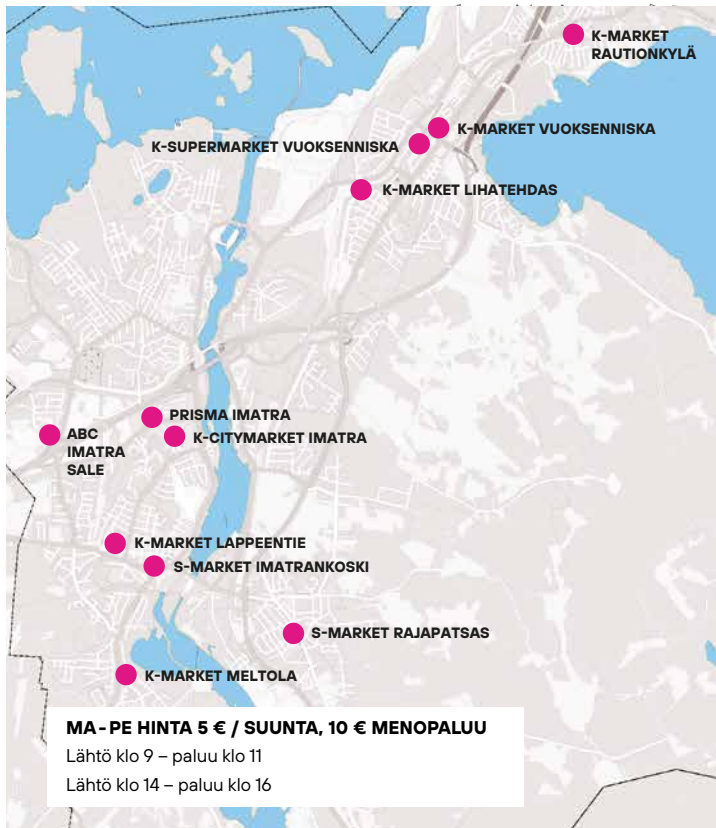 K-MARKET
RAUTIONKYLÄ
K-MARKET VUOKSENNISKA
K-SUPERMARKET VUOKSENNISKA
K-MARKET LIHATEHDAS
PRISMA IMATRA
K-CITYMARKET IMATRA
ABC
IMATRA
SALE
K-MARKET LAPPEENTIE
S-MARKET IMATRANKOSKI
S-MARKET RAJAPATSAS
K-MARKET MELTOLA
MA-PE HINTA 5 € / SUUNTA, 10 € MENOPALUU
Lähtö klo 9 – paluu klo 11
Lähtö klo 14 – paluu klo 16